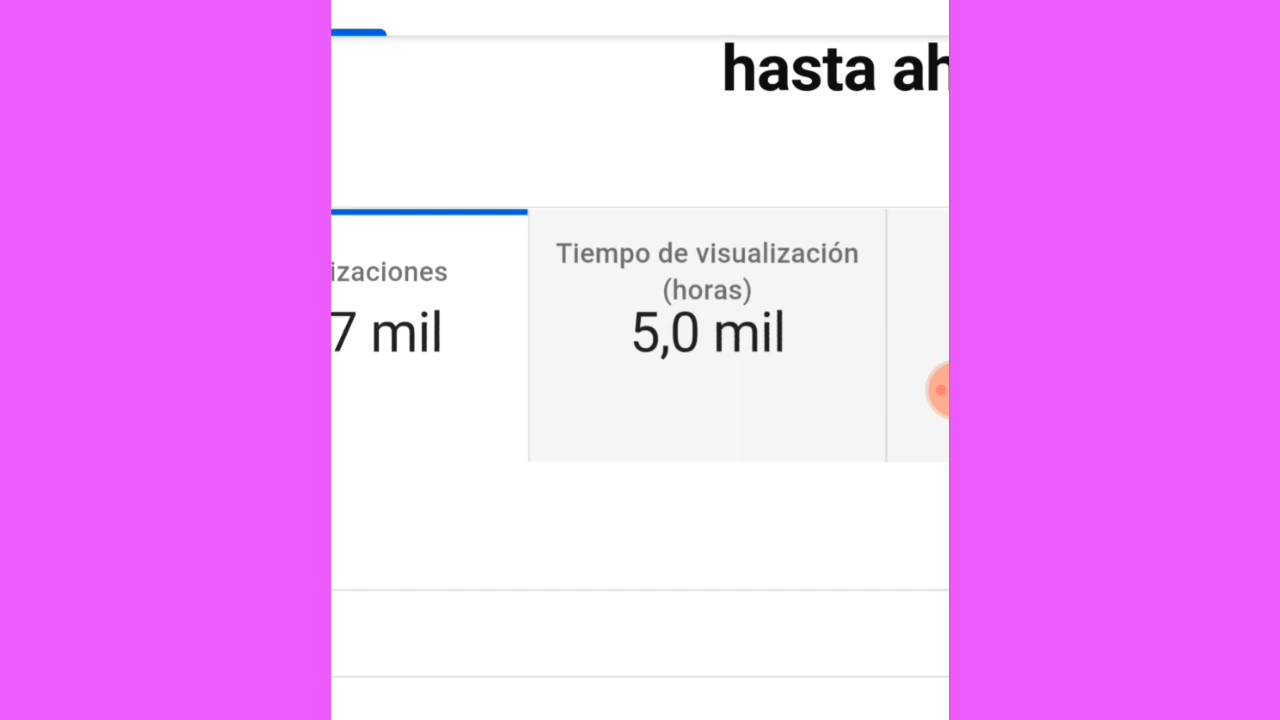 hasta ah
izaciones
7 mil
Tiempo de visualización
(horas)
5,0 mil